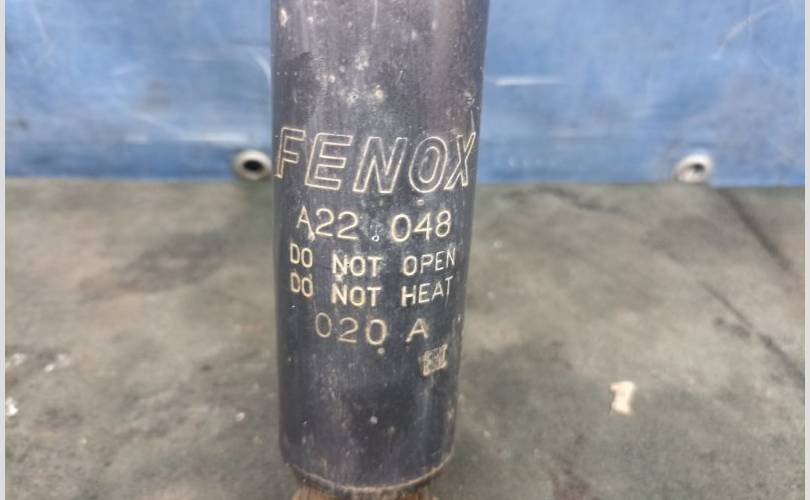 FENOX
A22.048
DO NOT OPEN
DO NOT HEAT
020 A